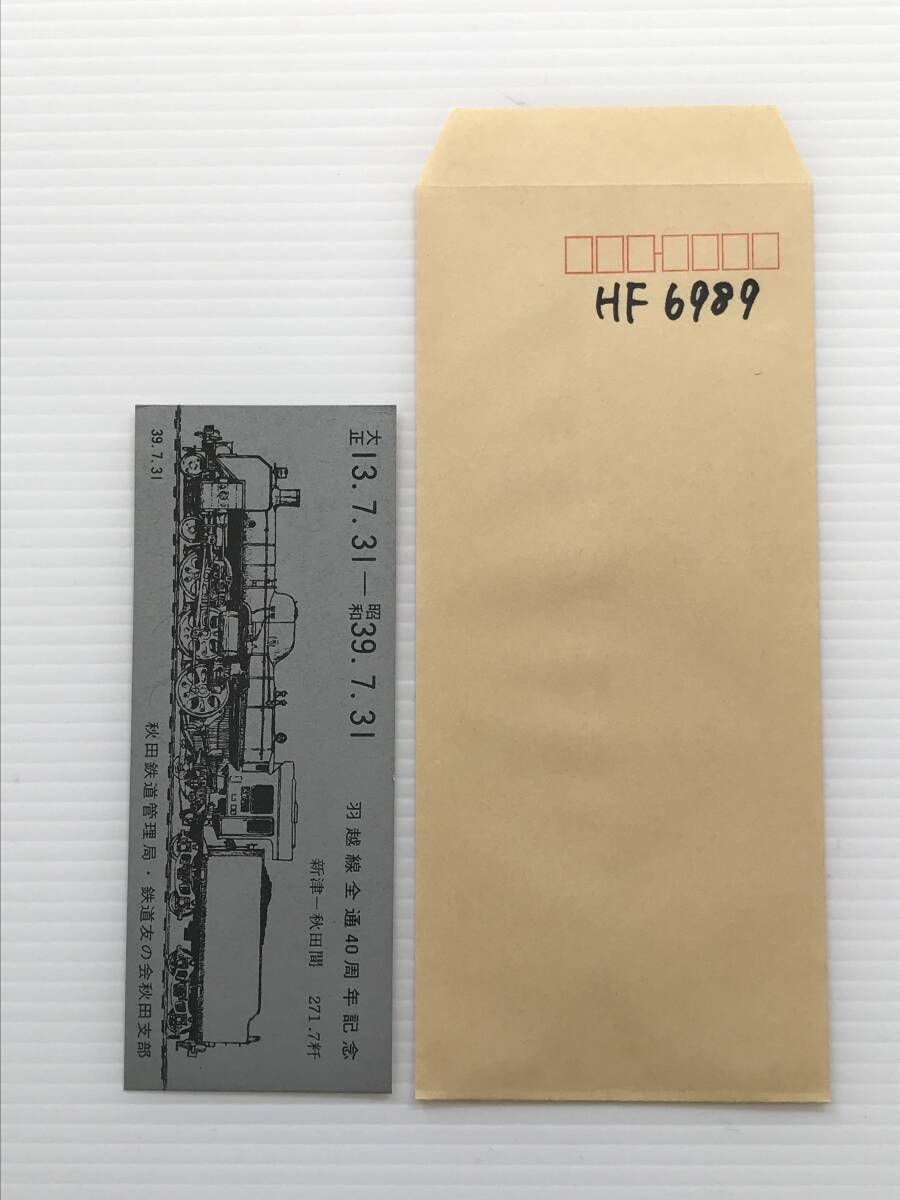 HF 6989
大正13.7.31—昭和39.7.31
羽越線全通40周年記念
新津—秋田間 271.7粁
秋田鉄道管理局・鉄道友の会秋田支部
39.7.31